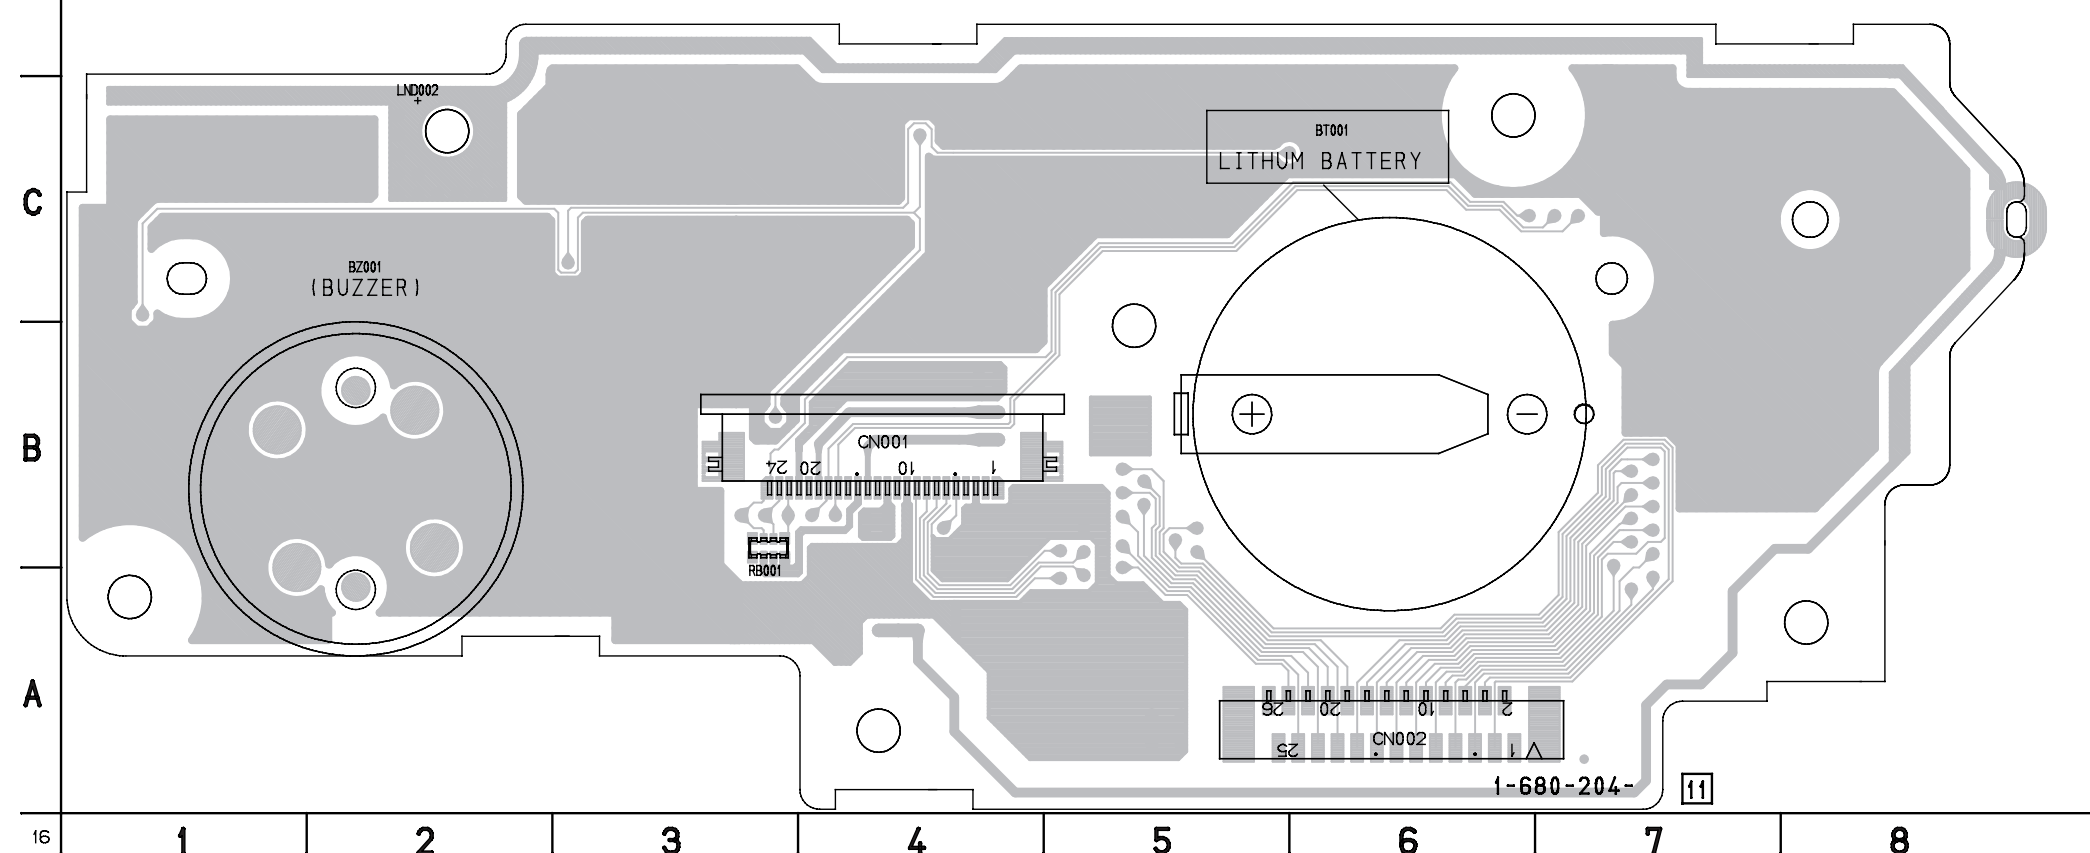 LND002
+
BT001
LITHUM BATTERY
C
BZ001
(BUZZER)
+ −
B
CN001
24 20 . 10 . 1
RB001
A
26 20 10 2
CN002
25 . . 1
1-680-204- 11
16 1 2 3 4 5 6 7 8